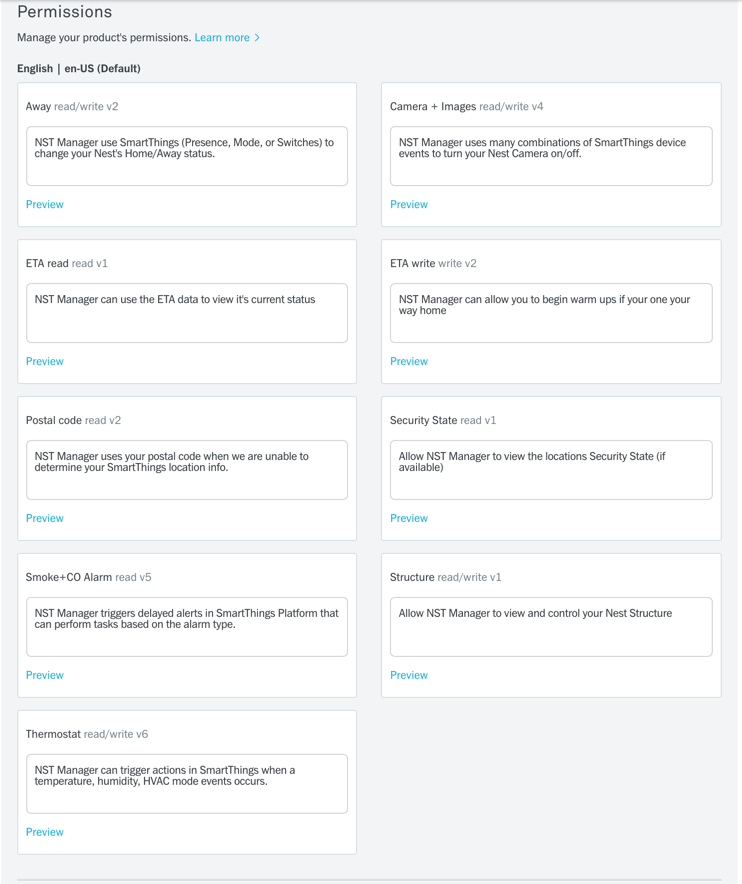 Permissions
Manage your product's permissions. Learn more >
English | en-US (Default)
Away read/write v2
NST Manager use SmartThings (Presence, Mode, or Switches) to
change your Nest's Home/Away status.
Preview
Camera + Images read/write v4
NST Manager uses many combinations of SmartThings device
events to turn your Nest Camera on/off.
Preview
ETA read read v1
NST Manager can use the ETA data to view it's current status
Preview
ETA write write v2
NST Manager can allow you to begin warm ups if your one your
way home
Preview
Postal code read v2
NST Manager uses your postal code when we are unable to
determine your SmartThings location info.
Preview
Security State read v1
Allow NST Manager to view the locations Security State (if
available)
Preview
Smoke+CO Alarm read v5
NST Manager triggers delayed alerts in SmartThings Platform that
can perform tasks based on the alarm type.
Preview
Structure read/write v1
Allow NST Manager to view and control your Nest Structure
Preview
Thermostat read/write v6
NST Manager can trigger actions in SmartThings when a
temperature, humidity, HVAC mode events occurs.
Preview